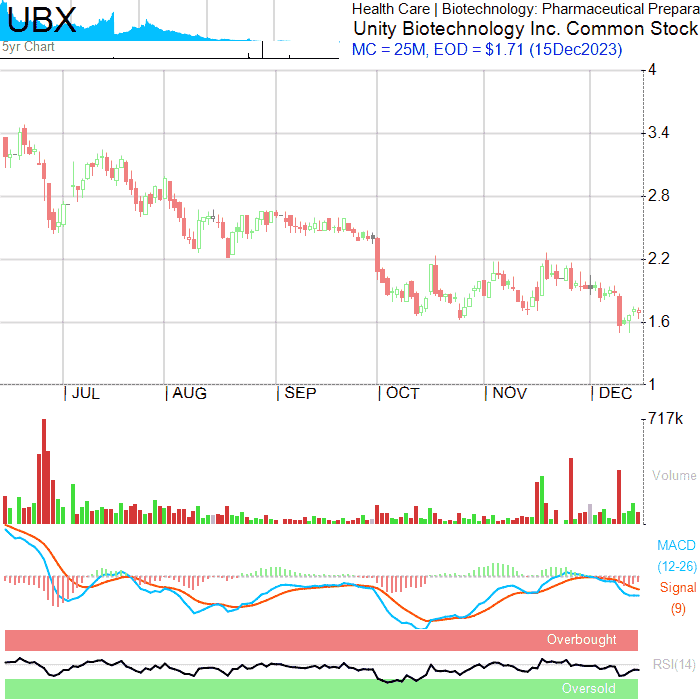 UBX
5yr Chart
Health Care | Biotechnology: Pharmaceutical Prepara
Unity Biotechnology Inc. Common Stock
MC = 25M, EOD = $1.71 (15Dec2023)
4
3.4
2.8
2.2
1.6
1
| JUL | AUG | SEP | OCT | NOV | DEC
717k
Volume
MACD
(12-26)
Signal
(9)
Overbought
RSI(14)
Oversold